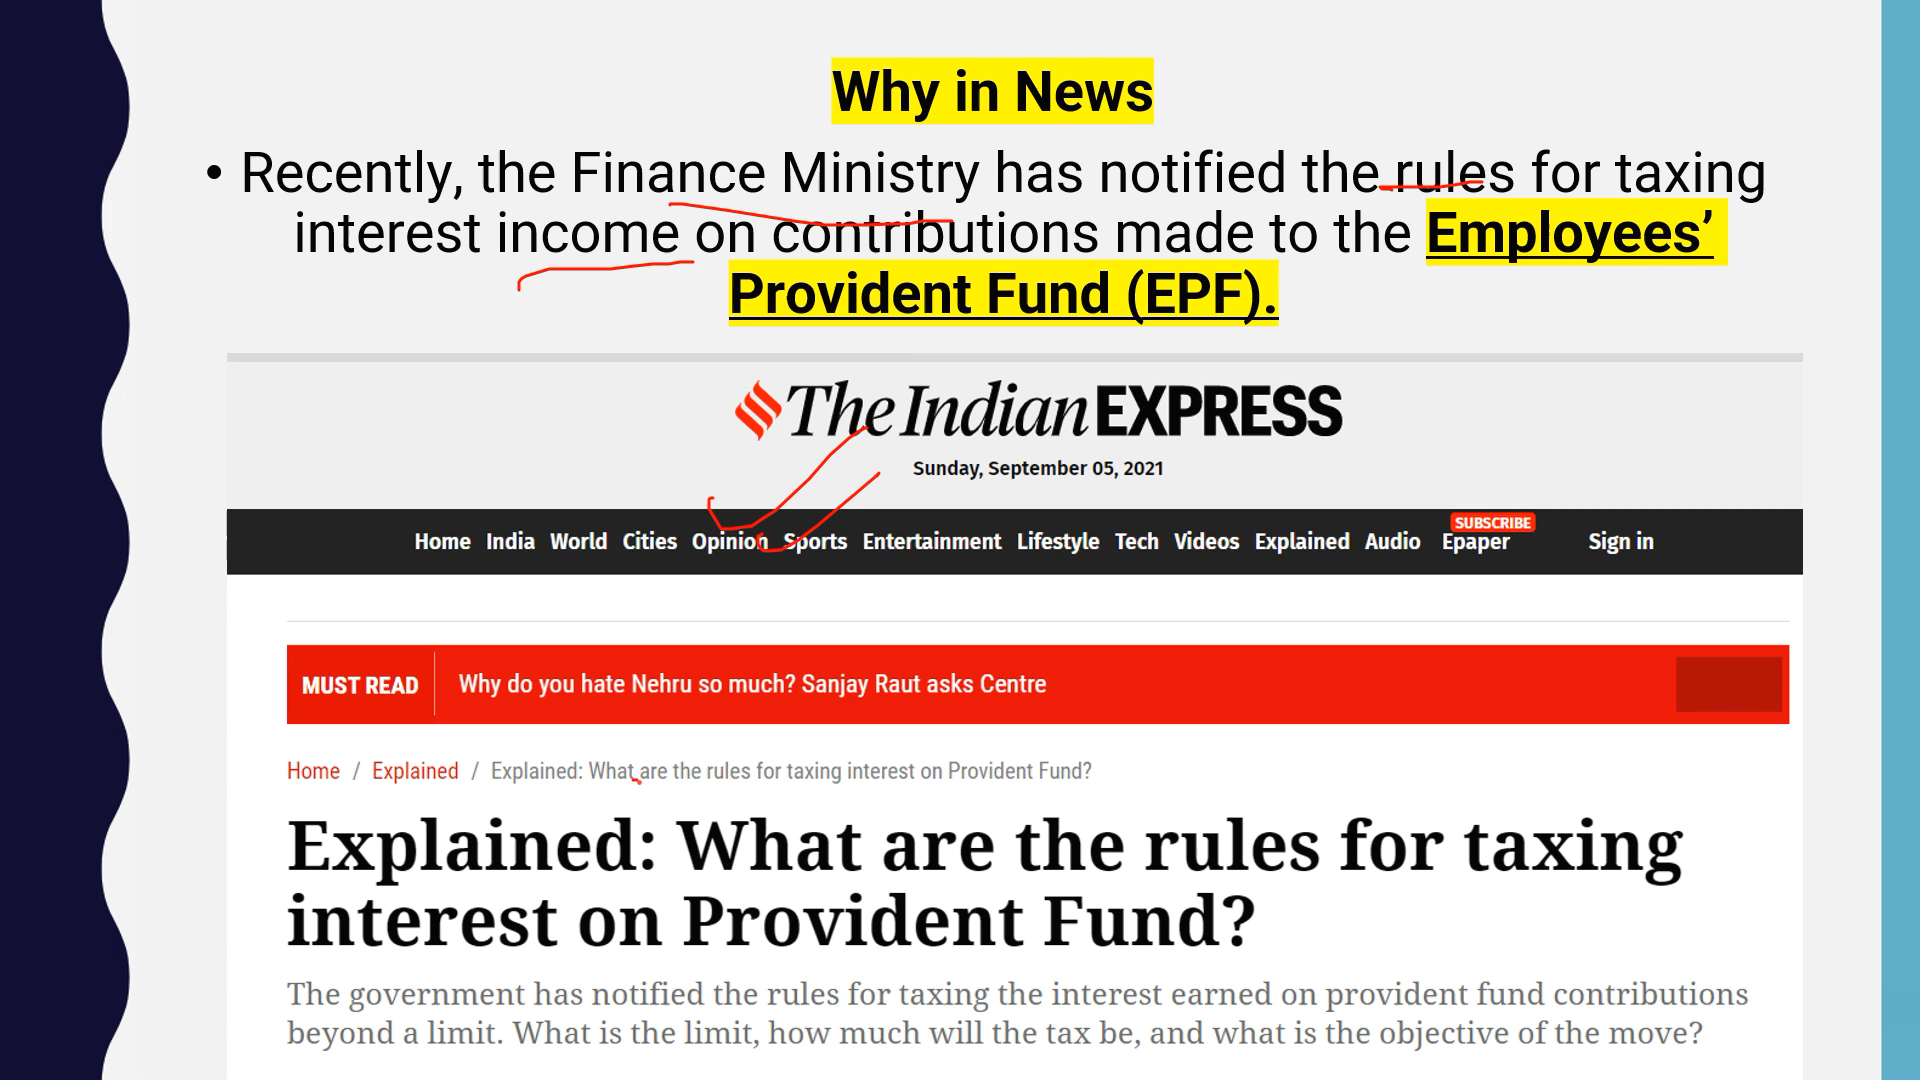 Why in News
• Recently, the Finance Ministry has notified the rules for taxing
interest income on contributions made to the Employees’
Provident Fund (EPF).
The Indian EXPRESS
Sunday, September 05, 2021
SUBSCRIBE
Home India World Cities Opinion Sports Entertainment Lifestyle Tech Videos Explained Audio Epaper Sign in
MUST READ Why do you hate Nehru so much? Sanjay Raut asks Centre
Home / Explained / Explained: What are the rules for taxing interest on Provident Fund?
Explained: What are the rules for taxing
interest on Provident Fund?
The government has notified the rules for taxing the interest earned on provident fund contributions
beyond a limit. What is the limit, how much will the tax be, and what is the objective of the move?